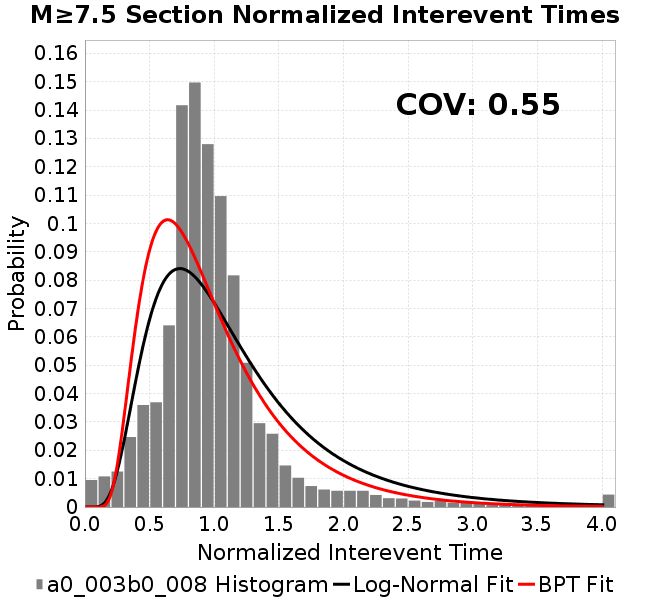 M≥7.5 Section Normalized Interevent Times
COV: 0.55
Probability
0.16
0.15
0.14
0.13
0.12
0.11
0.1
0.09
0.08
0.07
0.06
0.05
0.04
0.03
0.02
0.01
0
0.0 0.5 1.0 1.5 2.0 2.5 3.0 3.5 4.0
Normalized Interevent Time
a0_003b0_008 Histogram Log-Normal Fit BPT Fit